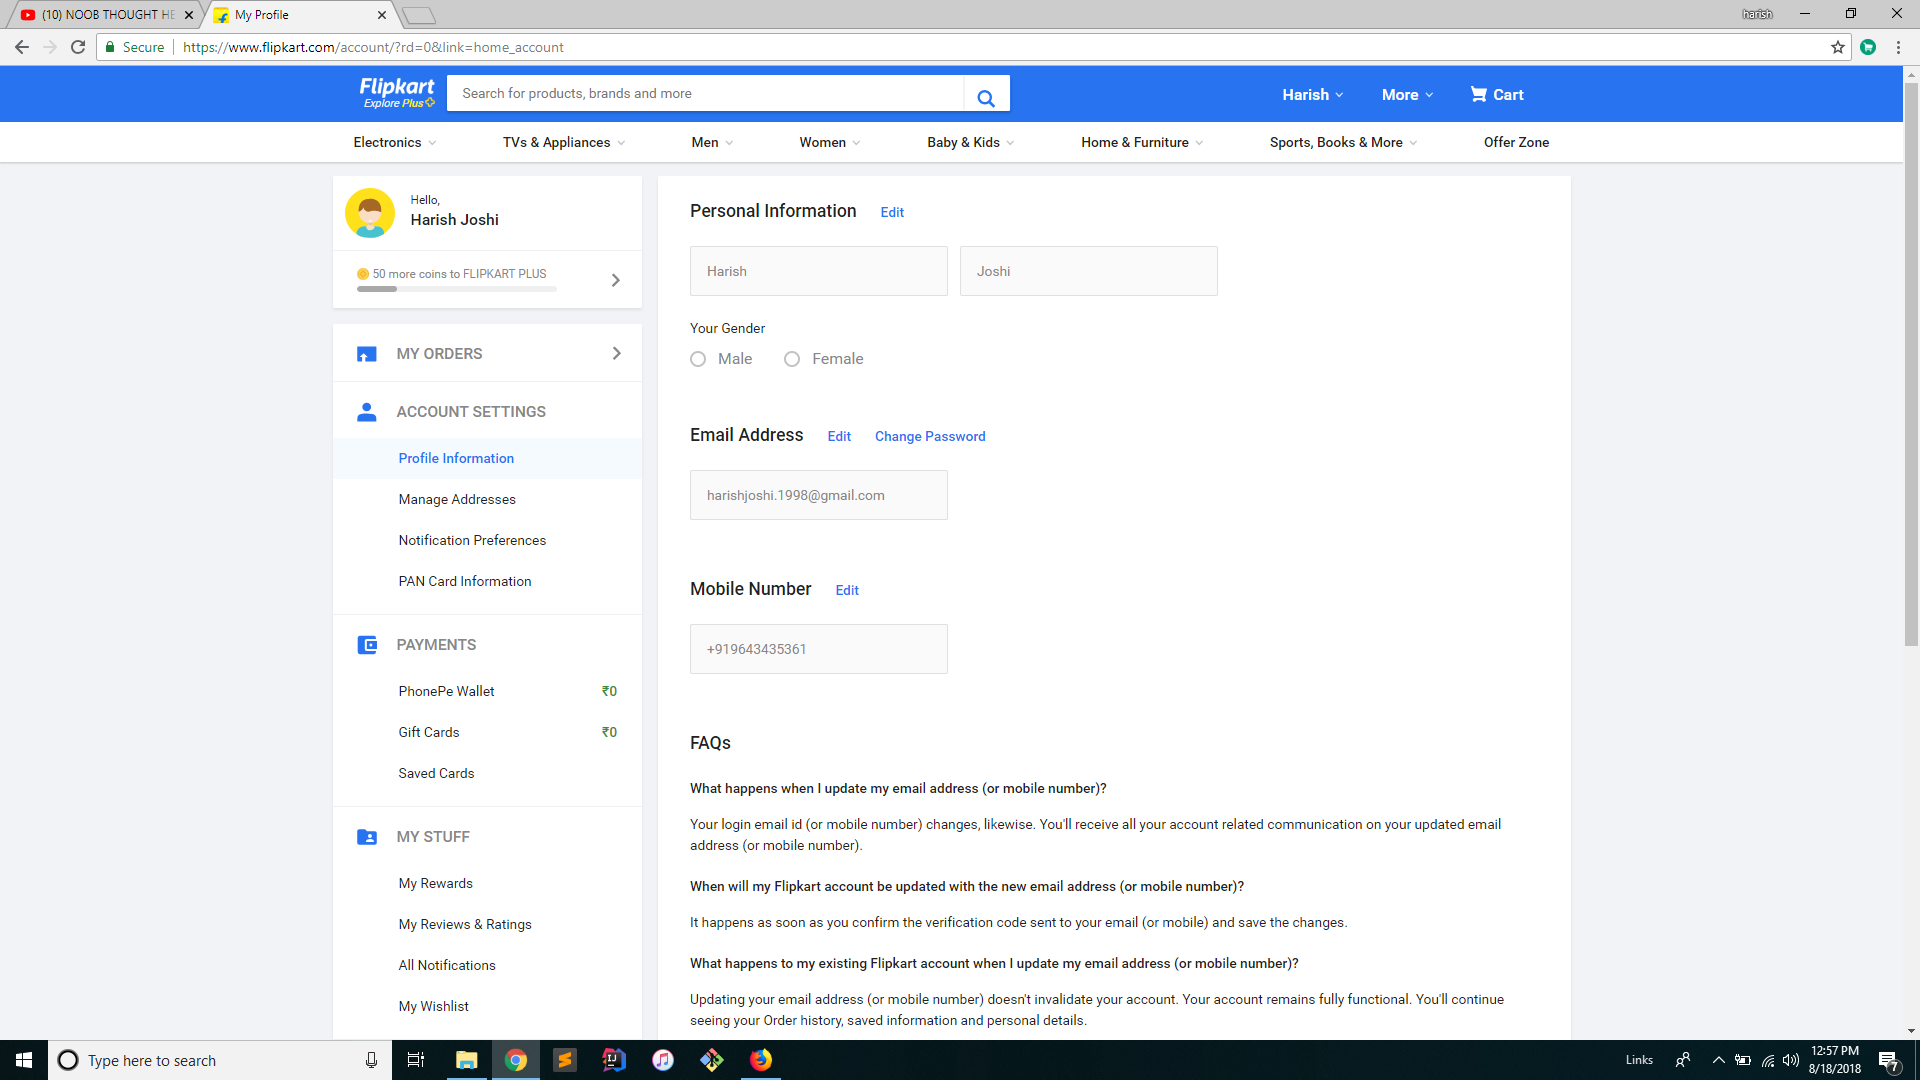 (10) NOOB THOUGHT HE
My Profile
harish
Secure
https://www.flipkart.com/account/?rd=0&link=home_account
Flipkart
Explore Plus
Search for products, brands and more
Harish
More
Cart
Electronics
TVs & Appliances
Men
Women
Baby & Kids
Home & Furniture
Sports, Books & More
Offer Zone
Hello,
Harish Joshi
50 more coins to FLIPKART PLUS
MY ORDERS
ACCOUNT SETTINGS
Profile Information
Manage Addresses
Notification Preferences
PAN Card Information
PAYMENTS
PhonePe Wallet
₹0
Gift Cards
₹0
Saved Cards
MY STUFF
My Rewards
My Reviews & Ratings
All Notifications
My Wishlist
Personal Information
Edit
Harish
Joshi
Your Gender
Male
Female
Email Address
Edit
Change Password
harishjoshi.1998@gmail.com
Mobile Number
Edit
+919643435361
FAQs
What happens when I update my email address (or mobile number)?
Your login email id (or mobile number) changes, likewise. You'll receive all your account related communication on your updated email
address (or mobile number).
When will my Flipkart account be updated with the new email address (or mobile number)?
It happens as soon as you confirm the verification code sent to your email (or mobile) and save the changes.
What happens to my existing Flipkart account when I update my email address (or mobile number)?
Updating your email address (or mobile number) doesn't invalidate your account. Your account remains fully functional. You'll continue
seeing your Order history, saved information and personal details.
Type here to search
IJ
Links
12:57 PM
8/18/2018
7